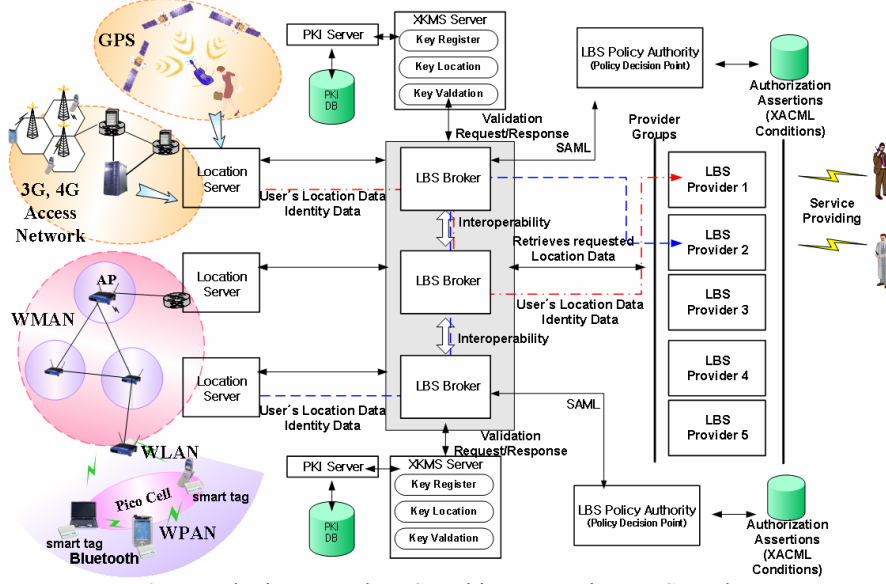 GPS
3G, 4G
Access
Network
WMAN
AP
WLAN
Pico Cell
smart tag
WPAN
smart tag
Bluetooth
PKI Server
PKI
DB
XKMS Server
Key Register
Key Location
Key Valdation
Validation
Request/Response
LBS Policy Authority
(Policy Decision Point)
Authorization
Assertions
(XACML
Conditions)
SAML
Provider
Groups
Location
Server
User´s Location Data
Identity Data
LBS Broker
Interoperability
Location
Server
LBS Broker
Retrieves requested
Location Data
User´s Location Data
Identity Data
Interoperability
Location
Server
User´s Location Data
Identity Data
LBS Broker
SAML
LBS
Provider 1
LBS
Provider 2
LBS
Provider 3
LBS
Provider 4
LBS
Provider 5
Service
Providing
Validation
Request/Response
PKI Server
PKI
DB
XKMS Server
Key Register
Key Location
Key Validation
LBS Policy Authority
(Policy Decision Point)
Authorization
Assertions
(XACML
Conditions)